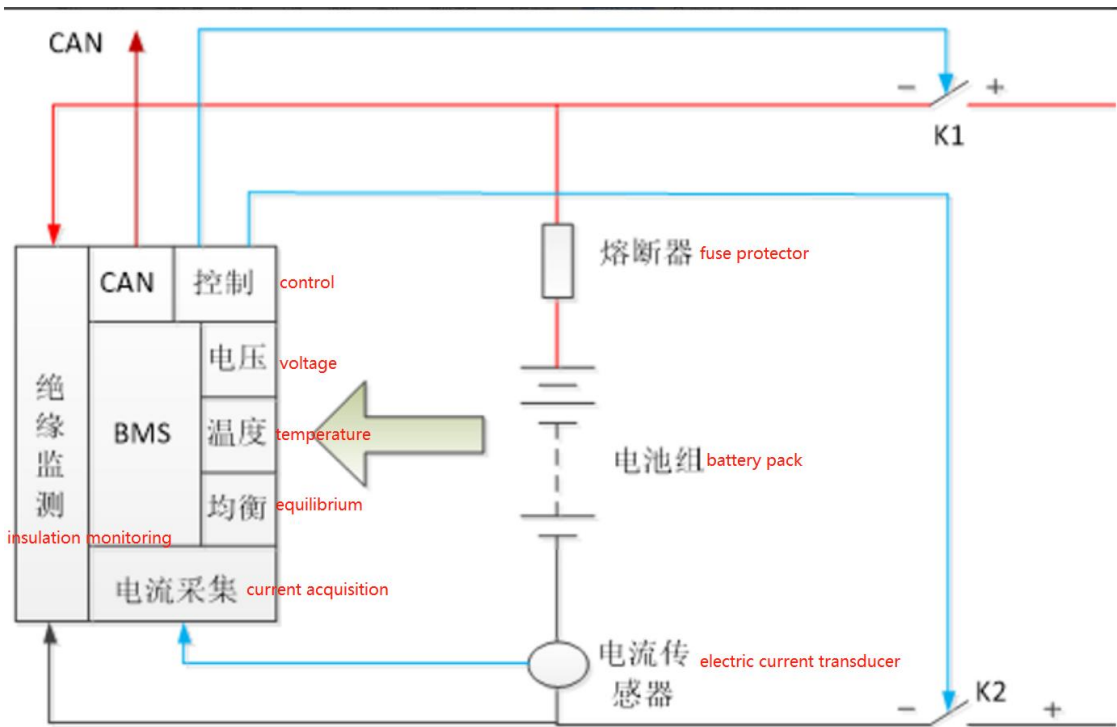 CAN
− +
K1
熔断器 fuse protector
CAN 控制 control
电压 voltage
绝缘监测
BMS
温度 temperature
电池组 battery pack
均衡 equilibrium
insulation monitoring
电流采集 current acquisition
电流传
感器
electric current transducer
K2
− +